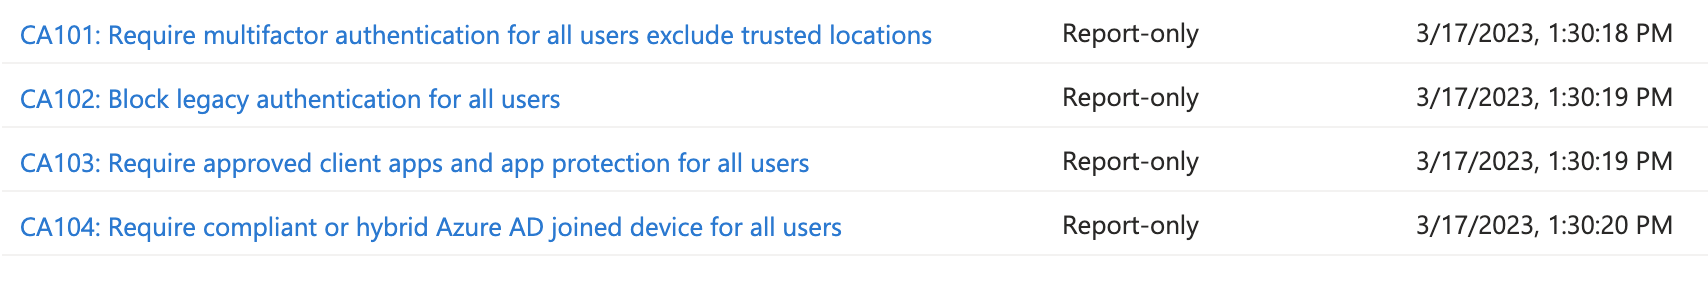 CA101: Require multifactor authentication for all users exclude trusted locations Report-only 3/17/2023, 1:30:18 PM
CA102: Block legacy authentication for all users Report-only 3/17/2023, 1:30:19 PM
CA103: Require approved client apps and app protection for all users Report-only 3/17/2023, 1:30:19 PM
CA104: Require compliant or hybrid Azure AD joined device for all users Report-only 3/17/2023, 1:30:20 PM